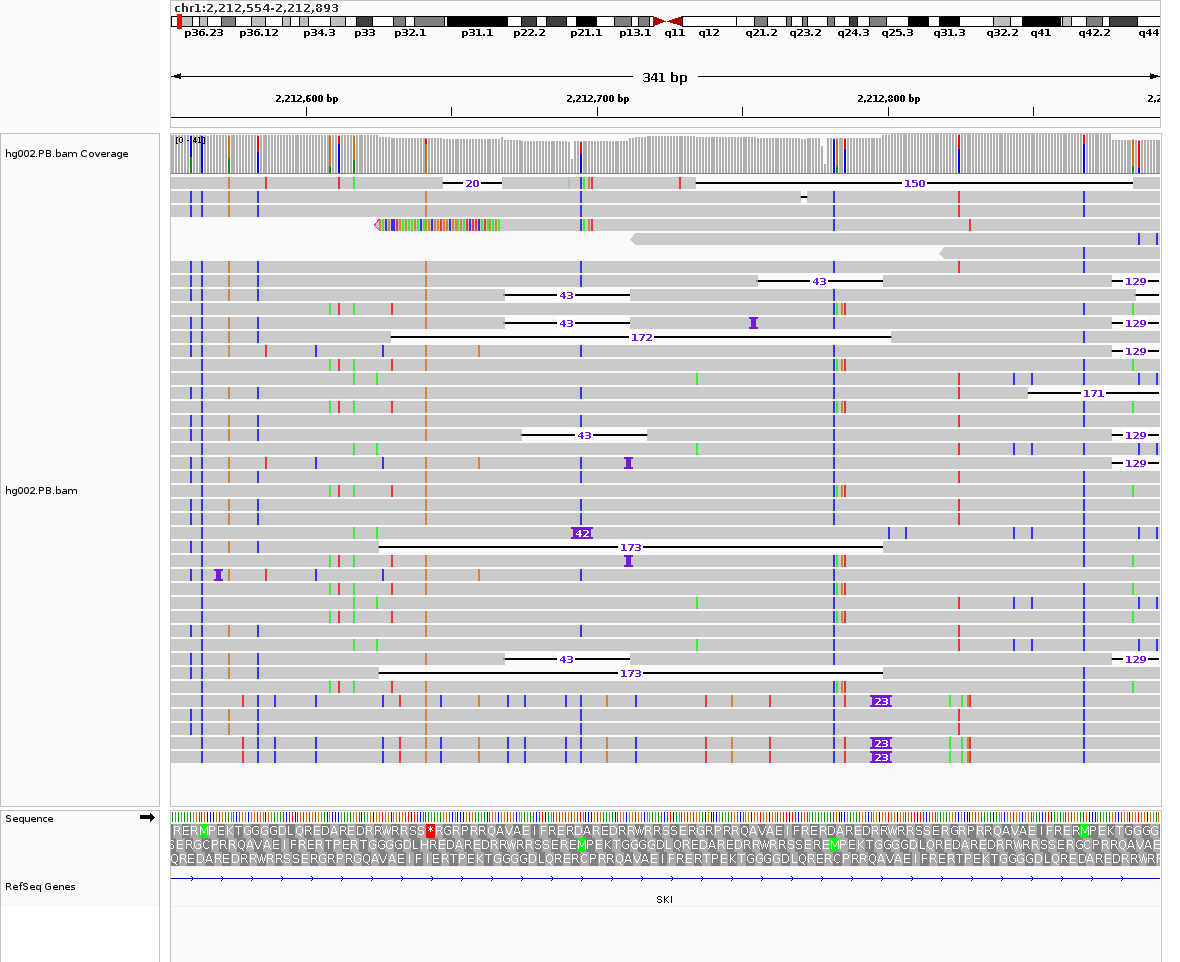 chr1:2,212,554-2,212,893
p36.23 p36.12 p34.3 p33 p32.1 p31.1 p22.2 p21.1 p13.1 q11 q12 q21.2 q23.2 q24.3 q25.3 q31.3 q32.2 q41 q42.2 q44
341 bp
2,212,600 bp 2,212,700 bp 2,212,800 bp 2,2
[0 - 41]
hg002.PB.bam Coverage
20 150
43 129
43
43 129
172
129
171
43 129
129
hg002.PB.bam
42
173
43 129
173
23
23
23
Sequence
RefSeq Genes
SKI